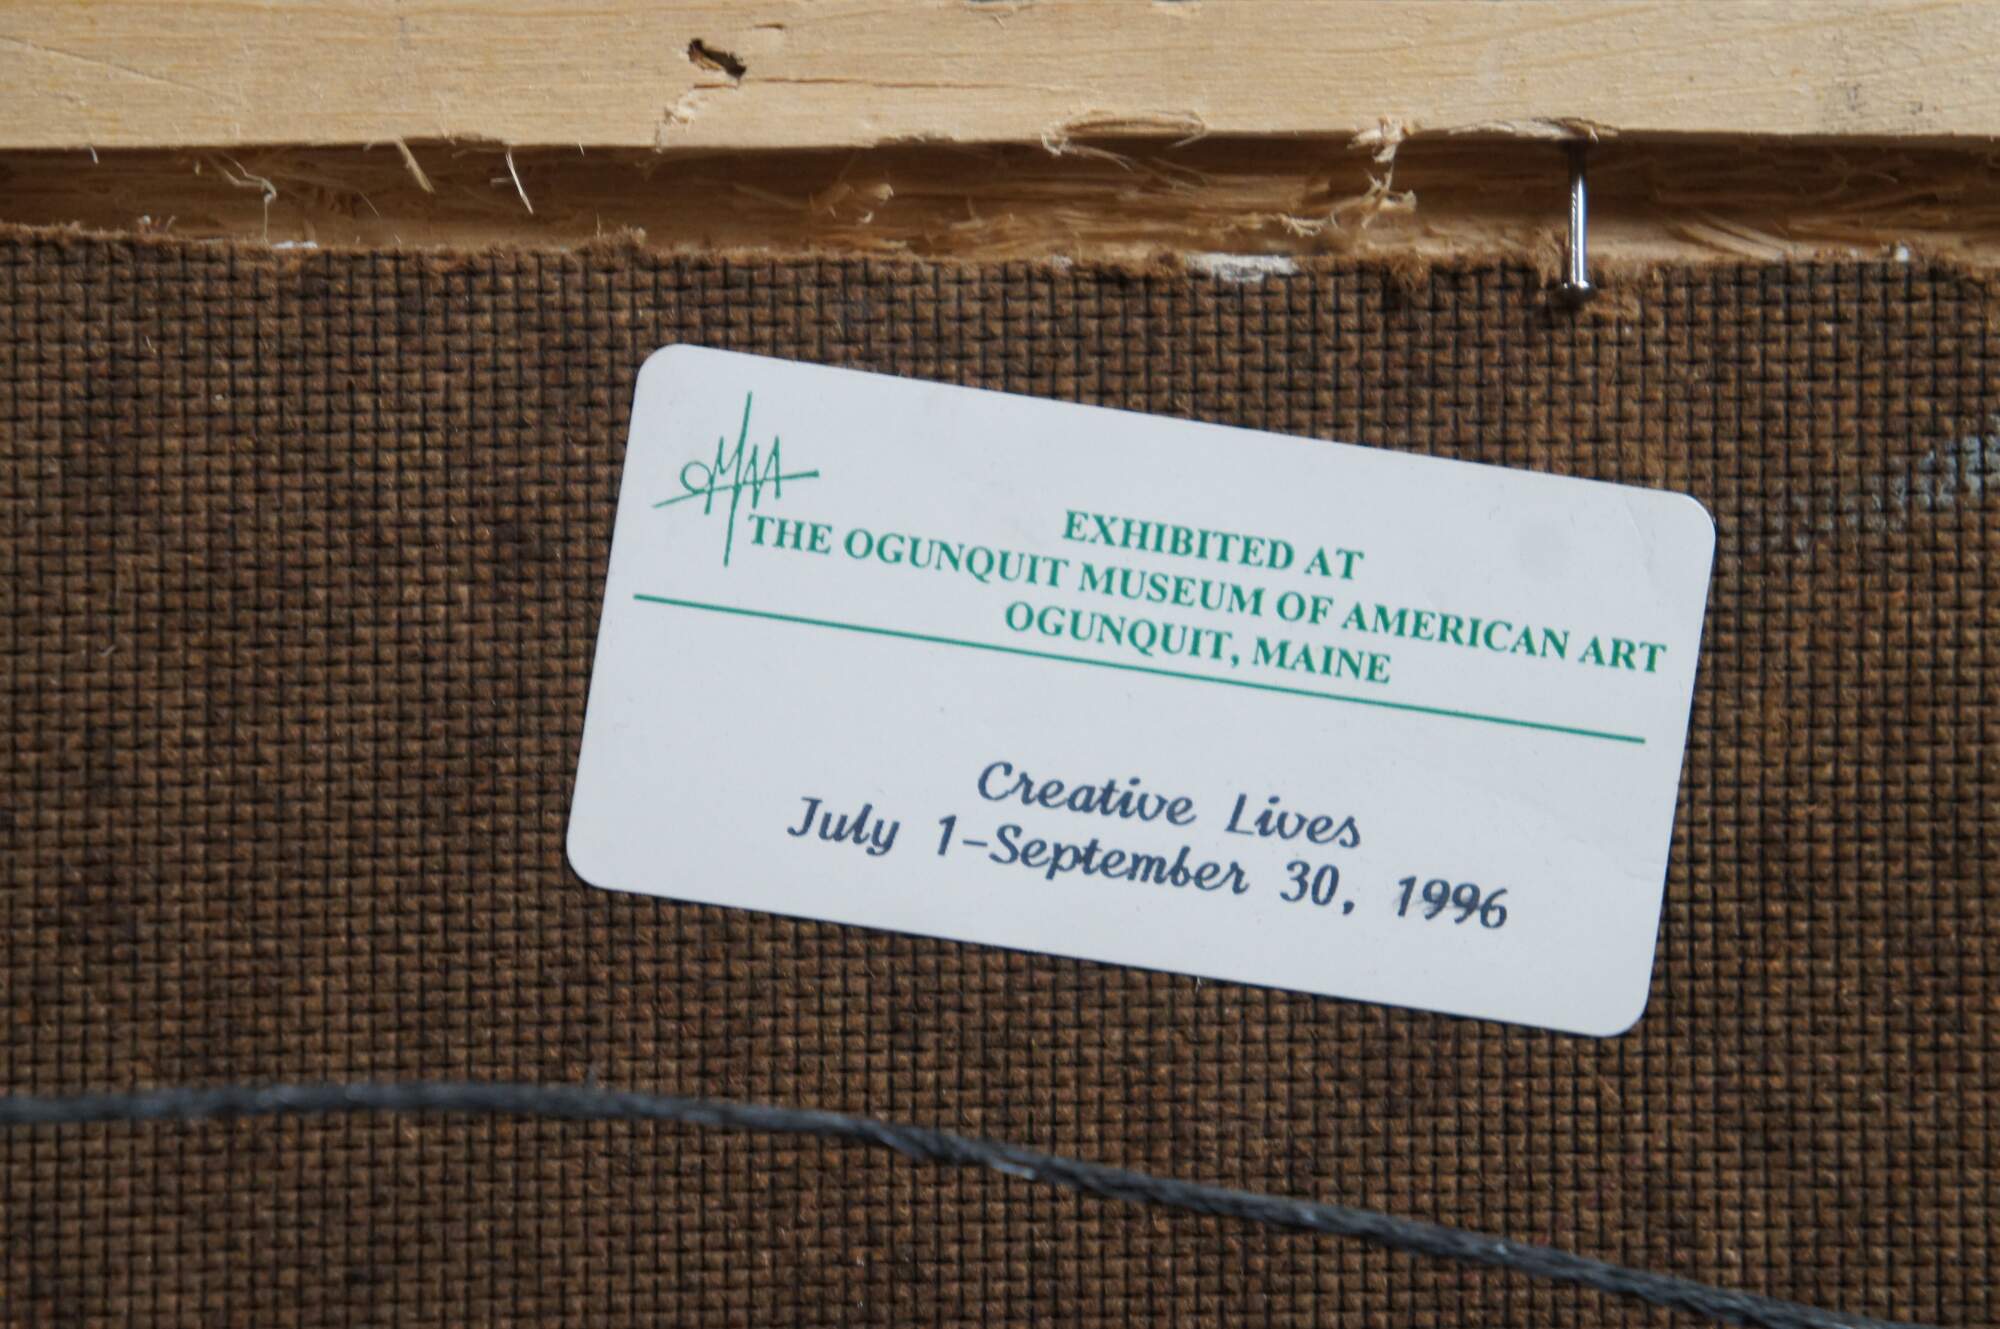 OMAA
EXHIBITED AT
THE OGUNQUIT MUSEUM OF AMERICAN ART
OGUNQUIT, MAINE
Creative Lives
July 1-September 30, 1996